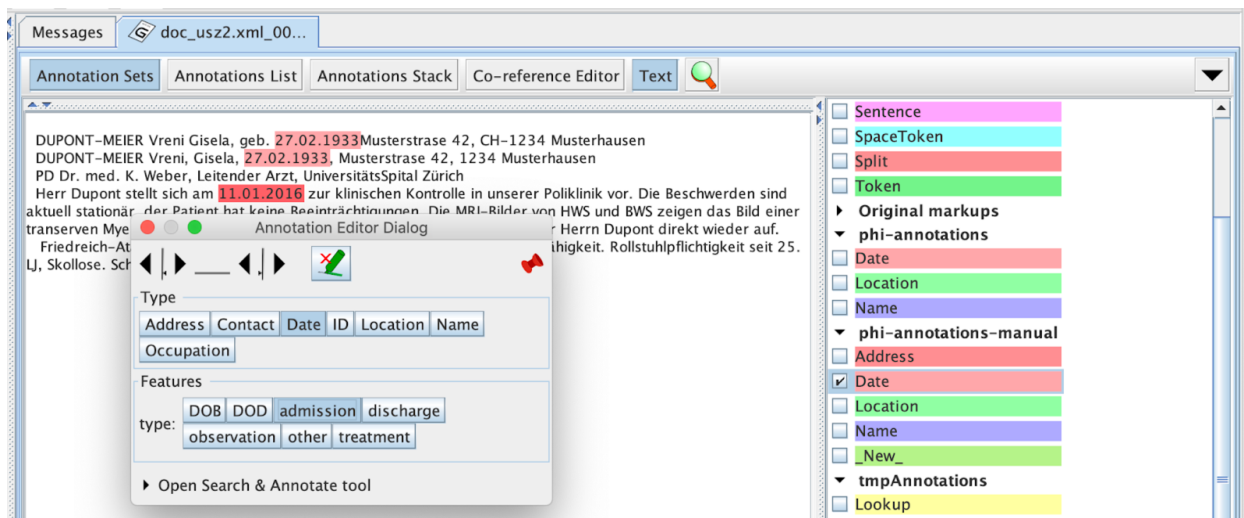 Messages
doc_usz2.xml_00...
Annotation Sets
Annotations List
Annotations Stack
Co-reference Editor
Text
DUPONT-MEIER Vreni Gisela, geb. 27.02.1933Musterstrase 42, CH-1234 Musterhausen
DUPONT-MEIER Vreni, Gisela, 27.02.1933, Musterstrase 42, 1234 Musterhausen
PD Dr. med. K. Weber, Leitender Arzt, UniversitätsSpital Zürich
Herr Dupont stellt sich am 11.01.2016 zur klinischen Kontrolle in unserer Poliklinik vor. Die Beschwerden sind
aktuell stationär, der Patient hat keine Beeinträchtigungen. Die MRI-Bilder von HWS und BWS zeigen das Bild einer
transerven Mye
r Herrn Dupont direkt wieder auf.
Friedreich-At
ähigkeit. Rollstuhlpflichtigkeit seit 25.
LJ, Skollose. Sch
Annotation Editor Dialog
Type
Address
Contact
Date
ID
Location
Name
Occupation
Features
type:
DOB
DOD
admission
discharge
observation
other
treatment
Open Search & Annotate tool
Sentence
SpaceToken
Split
Token
Original markups
phi-annotations
Date
Location
Name
phi-annotations-manual
Address
Date
Location
Name
_New_
tmpAnnotations
Lookup